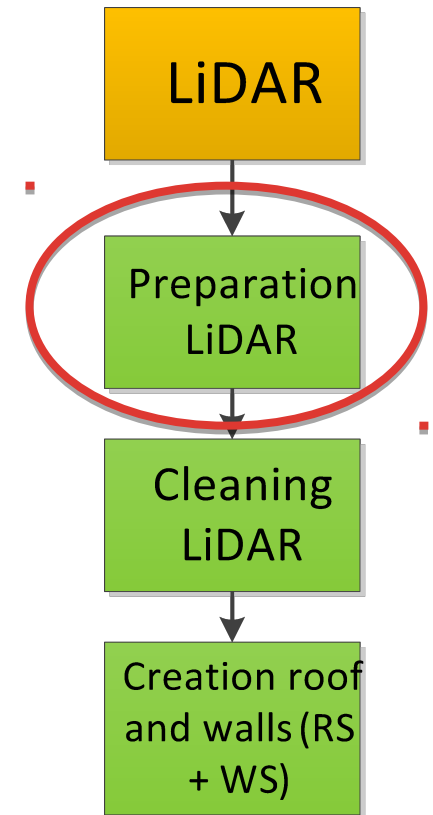 LiDAR
Preparation
LiDAR
Cleaning
LiDAR
Creation roof
and walls (RS
+ WS)